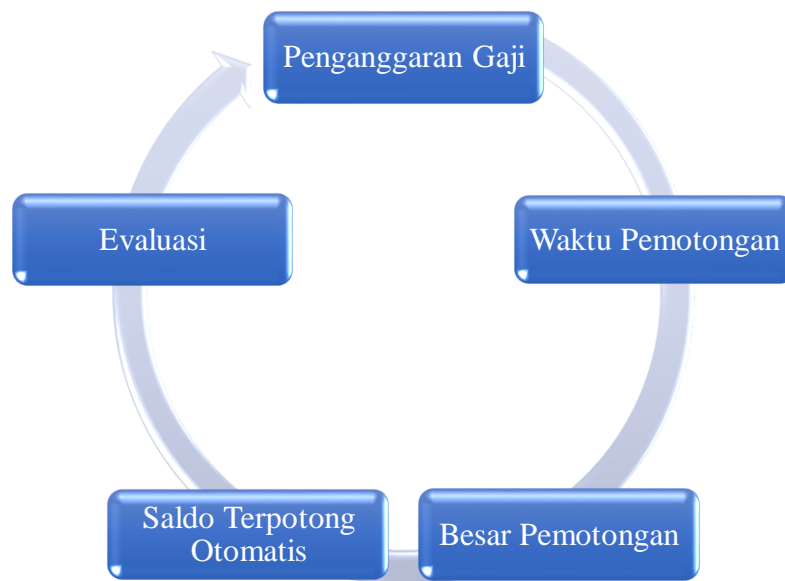 Penganggaran Gaji
Waktu Pemotongan
Besar Pemotongan
Saldo Terpotong
Otomatis
Evaluasi